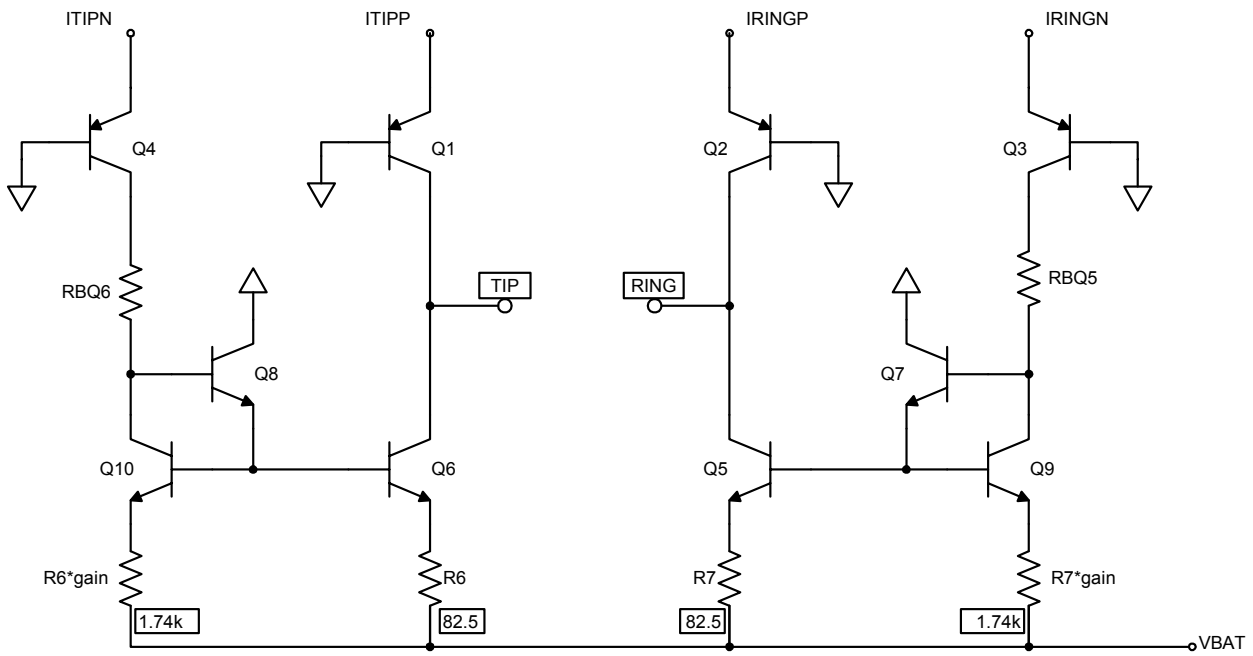 ITIPN ITIPP IRINGP IRINGN
Q4 Q1 Q2 Q3
RBQ6 TIP RING RBQ5
Q8 Q7
Q10 Q6 Q5 Q9
R6*gain R6 R7 R7*gain
1.74k 82.5 82.5 1.74k
VBAT